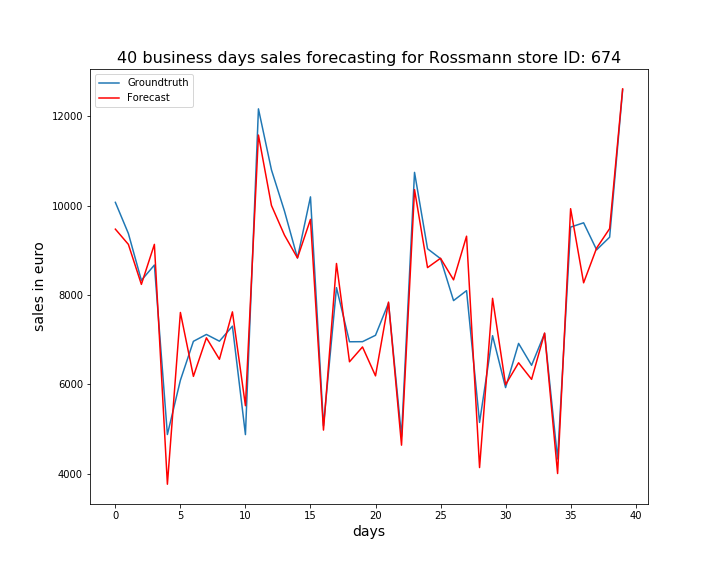 40 business days sales forecasting for Rossmann store ID: 674
Groundtruth
Forecast
12000
10000
8000
6000
4000
sales in euro
0 5 10 15 20 25 30 35 40
days